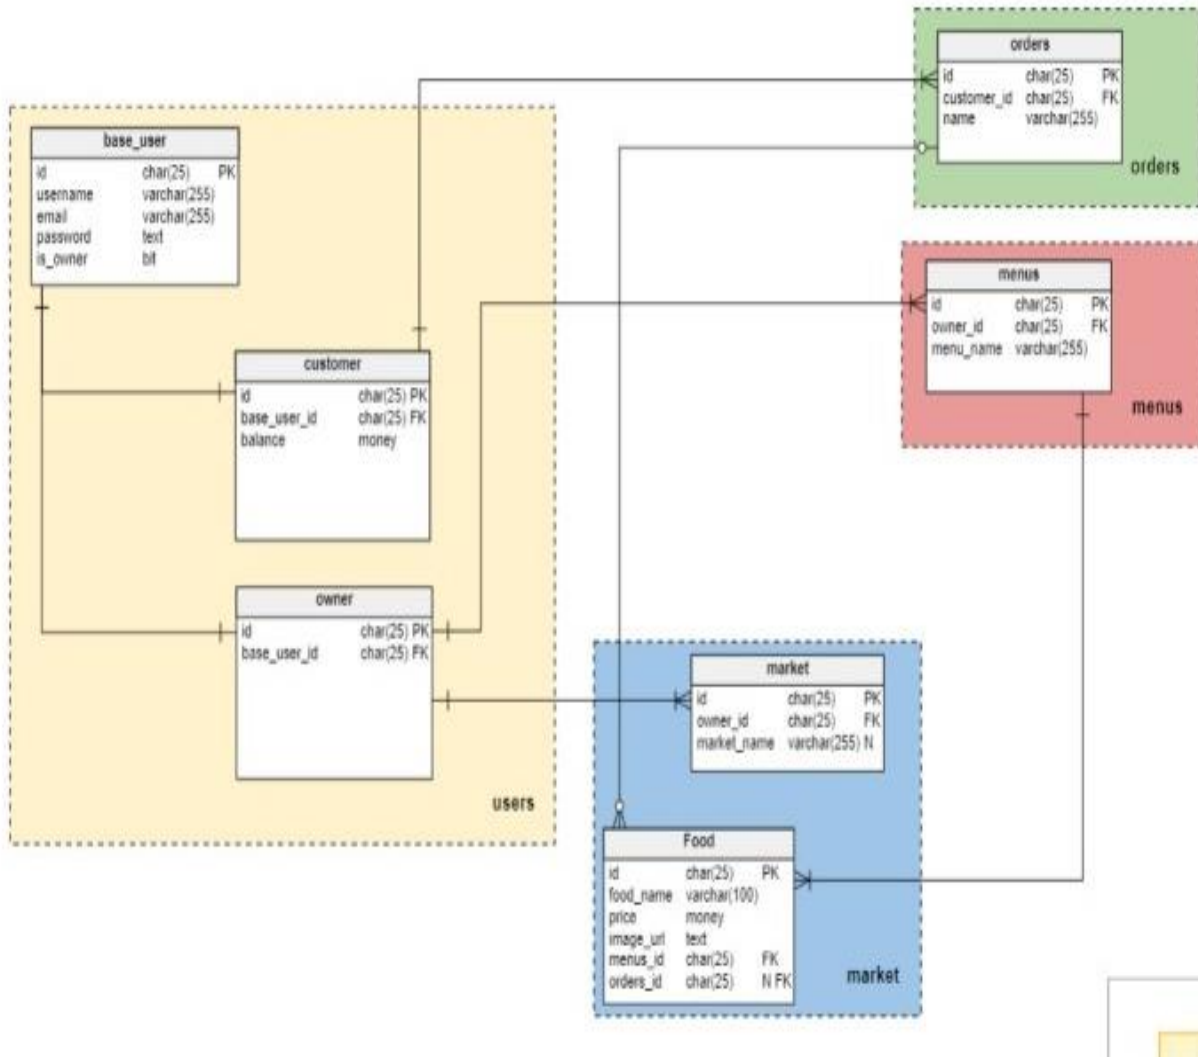 orders
id char(25) PK
customer_id char(25) FK
name varchar(255)
orders
base_user
id char(25) PK
username varchar(255)
email varchar(255)
password text
is_owner bit
menus
id char(25) PK
owner_id char(25) FK
menu_name varchar(255)
menus
customer
id char(25) PK
base_user_id char(25) FK
balance money
owner
id char(25) PK
base_user_id char(25) FK
users
market
id char(25) PK
owner_id char(25) FK
market_name varchar(255) N
Food
id char(25) PK
food_name varchar(100)
price money
image_url text
menus_id char(25) FK
orders_id char(25) N FK
market